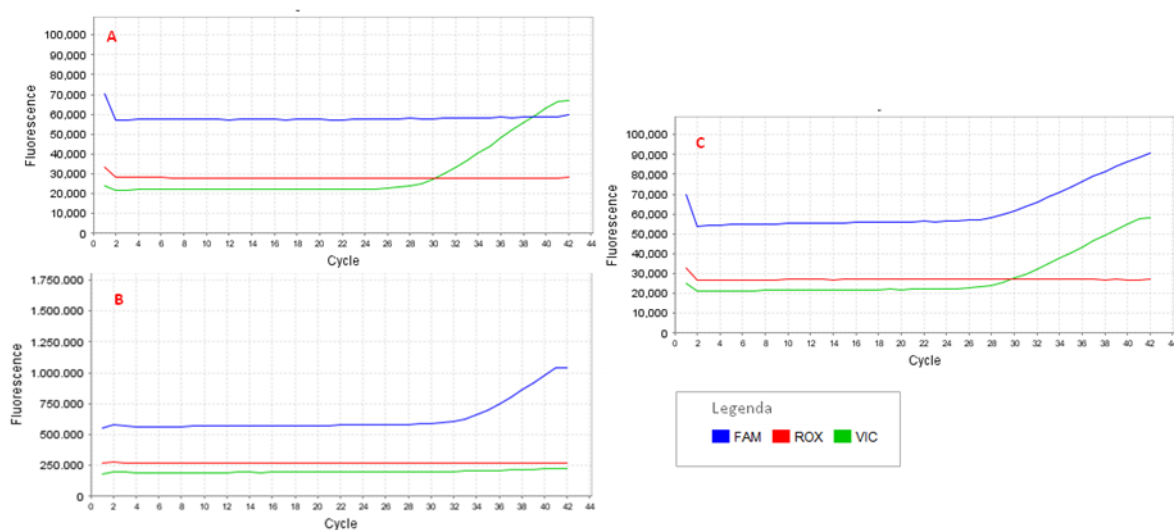 A
100,000
90,000
80,000
70,000
60,000
50,000
40,000
30,000
20,000
10,000
0
Fluorescence
0 2 4 6 8 10 12 14 16 18 20 22 24 26 28 30 32 34 36 38 40 42 44
Cycle
B
1.750.000
1.500.000
1.250.000
1.000.000
750.000
500.000
250.000
0
Fluorescence
0 2 4 6 8 10 12 14 16 18 20 22 24 26 28 30 32 34 36 38 40 42 44
Cycle
C
100,000
90,000
80,000
70,000
60,000
50,000
40,000
30,000
20,000
10,000
0
Fluorescence
0 2 4 6 8 10 12 14 16 18 20 22 24 26 28 30 32 34 36 38 40 42 44
Cycle
Legenda
FAM ROX VIC